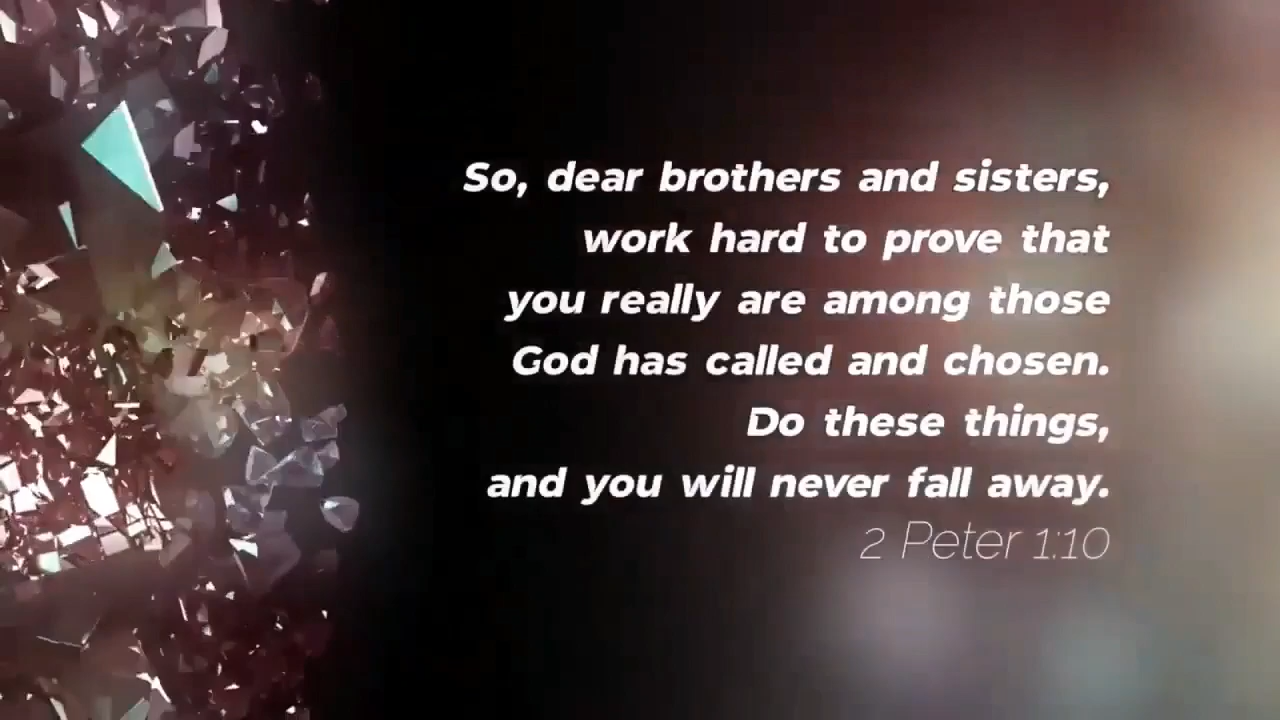 So, dear brothers and sisters,
work hard to prove that
you really are among those
God has called and chosen.
Do these things,
and you will never fall away.
2 Peter 1:10